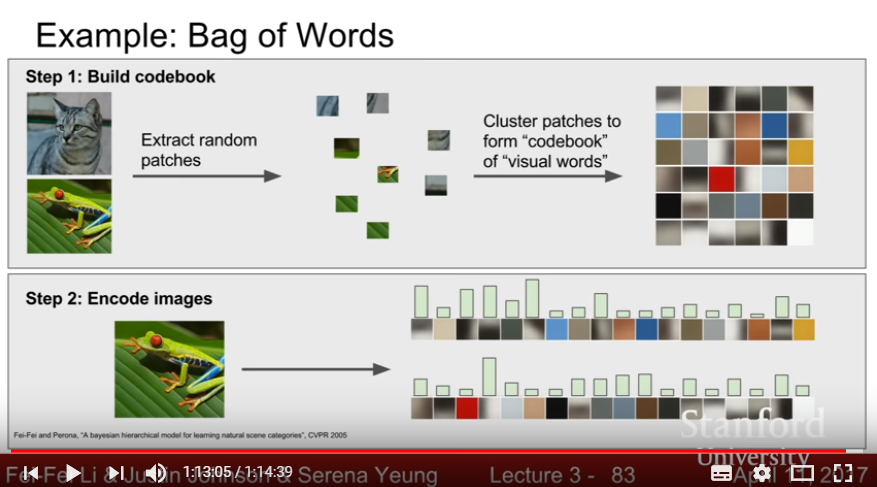 Example: Bag of Words
Step 1: Build codebook
Extract random
patches
Cluster patches to
form “codebook”
of “visual words”
Step 2: Encode images
Fei-Fei and Perona, "A bayesian hierarchical model for learning natural scene categories", CVPR 2005
Stanford
University
1:13:05 / 1:14:39
Fei-Fei Li & Justin Johnson & Serena Yeung
Lecture 3 - 83
April 11, 2017